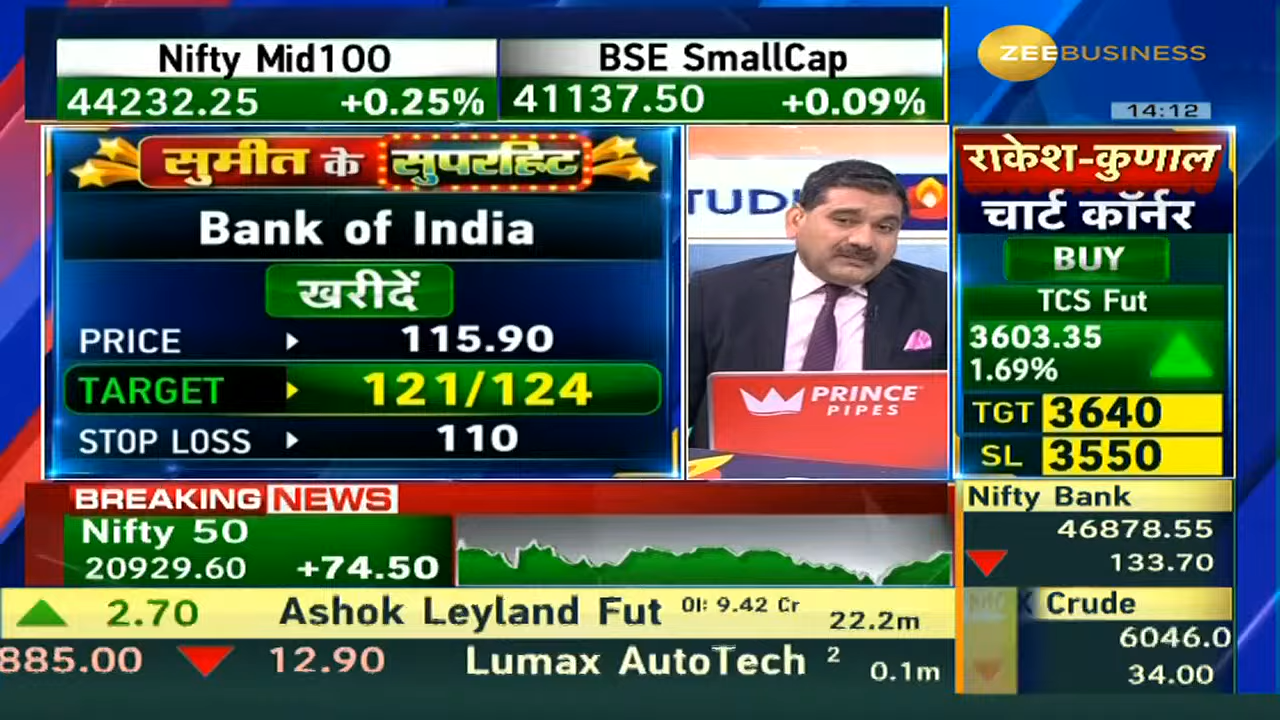 Nifty Mid100
44232.25 +0.25%
BSE SmallCap
41137.50 +0.09%
ZEEBUSINESS
14:12
सुमीत के सुपरहिट
Bank of India
खरीदें
PRICE 115.90
TARGET 121/124
STOP LOSS 110
STUDI
PRINCE
PIPES
राकेश-कुणाल
चार्ट कॉर्नर
BUY
TCS Fut
3603.35
1.69%
TGT 3640
SL 3550
BREAKING NEWS
Nifty 50
20929.60 +74.50
Nifty Bank
46878.55
133.70
X Crude
6046.0
34.00
2.70 Ashok Leyland Fut OI: 9.42 Cr 22.2m
885.00 12.90 Lumax AutoTech 2 0.1m